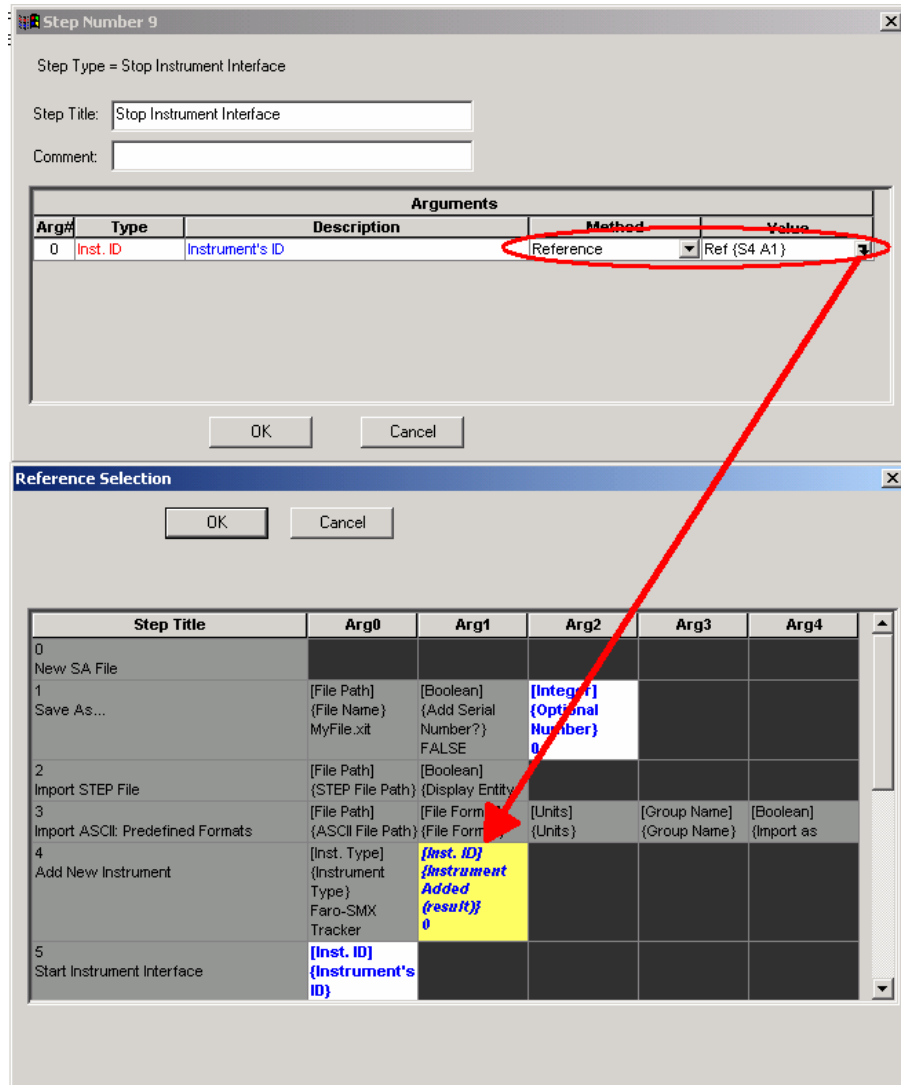 Step Number 9
Step Type = Stop Instrument Interface
Step Title: Stop Instrument Interface
Comment:
Arguments
Arg# Type Description Method Value
0 Inst. ID Instrument's ID Reference Ref {S4 A1}
OK Cancel
Reference Selection
OK Cancel
Step Title Arg0 Arg1 Arg2 Arg3 Arg4
0
New SA File
1 [File Path] [Boolean] [Integer]
Save As... {File Name} {Add Serial {Optional
MyFile.xit Number?} Number}
FALSE 0
2 [File Path] [Boolean]
Import STEP File {STEP File Path} {Display Entity
3 [File Path] [File Form [Units] [Group Name] [Boolean]
Import ASCII: Predefined Formats {ASCII File Path} {File Form } {Units} {Group Name} {Import as
4 [Inst. Type] {Inst. ID}
Add New Instrument {Instrument {Instrument
Type} Added
Faro-SMX (result)}
Tracker 0
5 [Inst. ID]
Start Instrument Interface {Instrument's
ID}